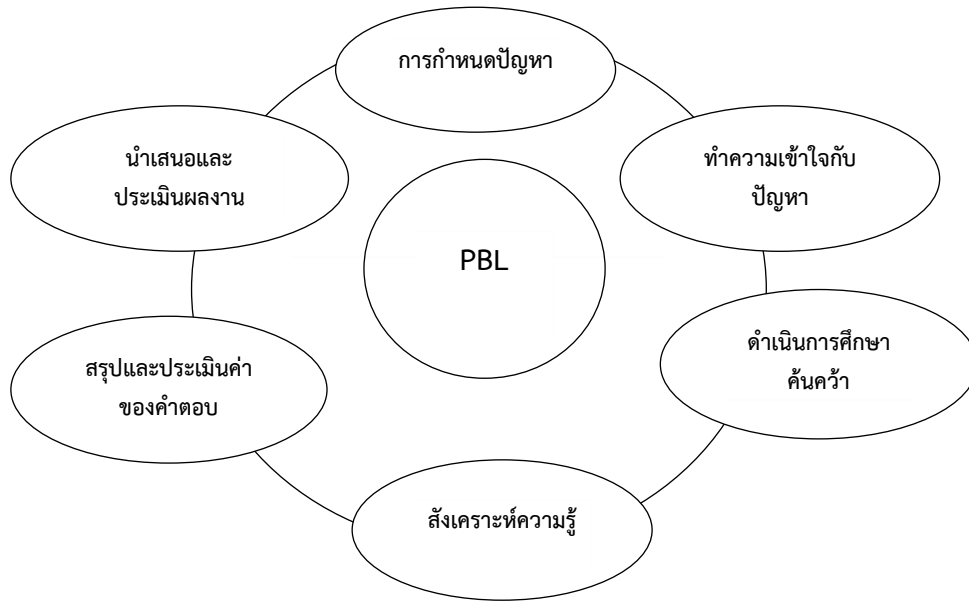 การกำหนดปัญหา
ทำความเข้าใจกับ
ปัญหา
ดำเนินการศึกษา
ค้นคว้า
สังเคราะห์ความรู้
สรุปและประเมินค่า
ของคำตอบ
นำเสนอและ
ประเมินผลงาน
PBL